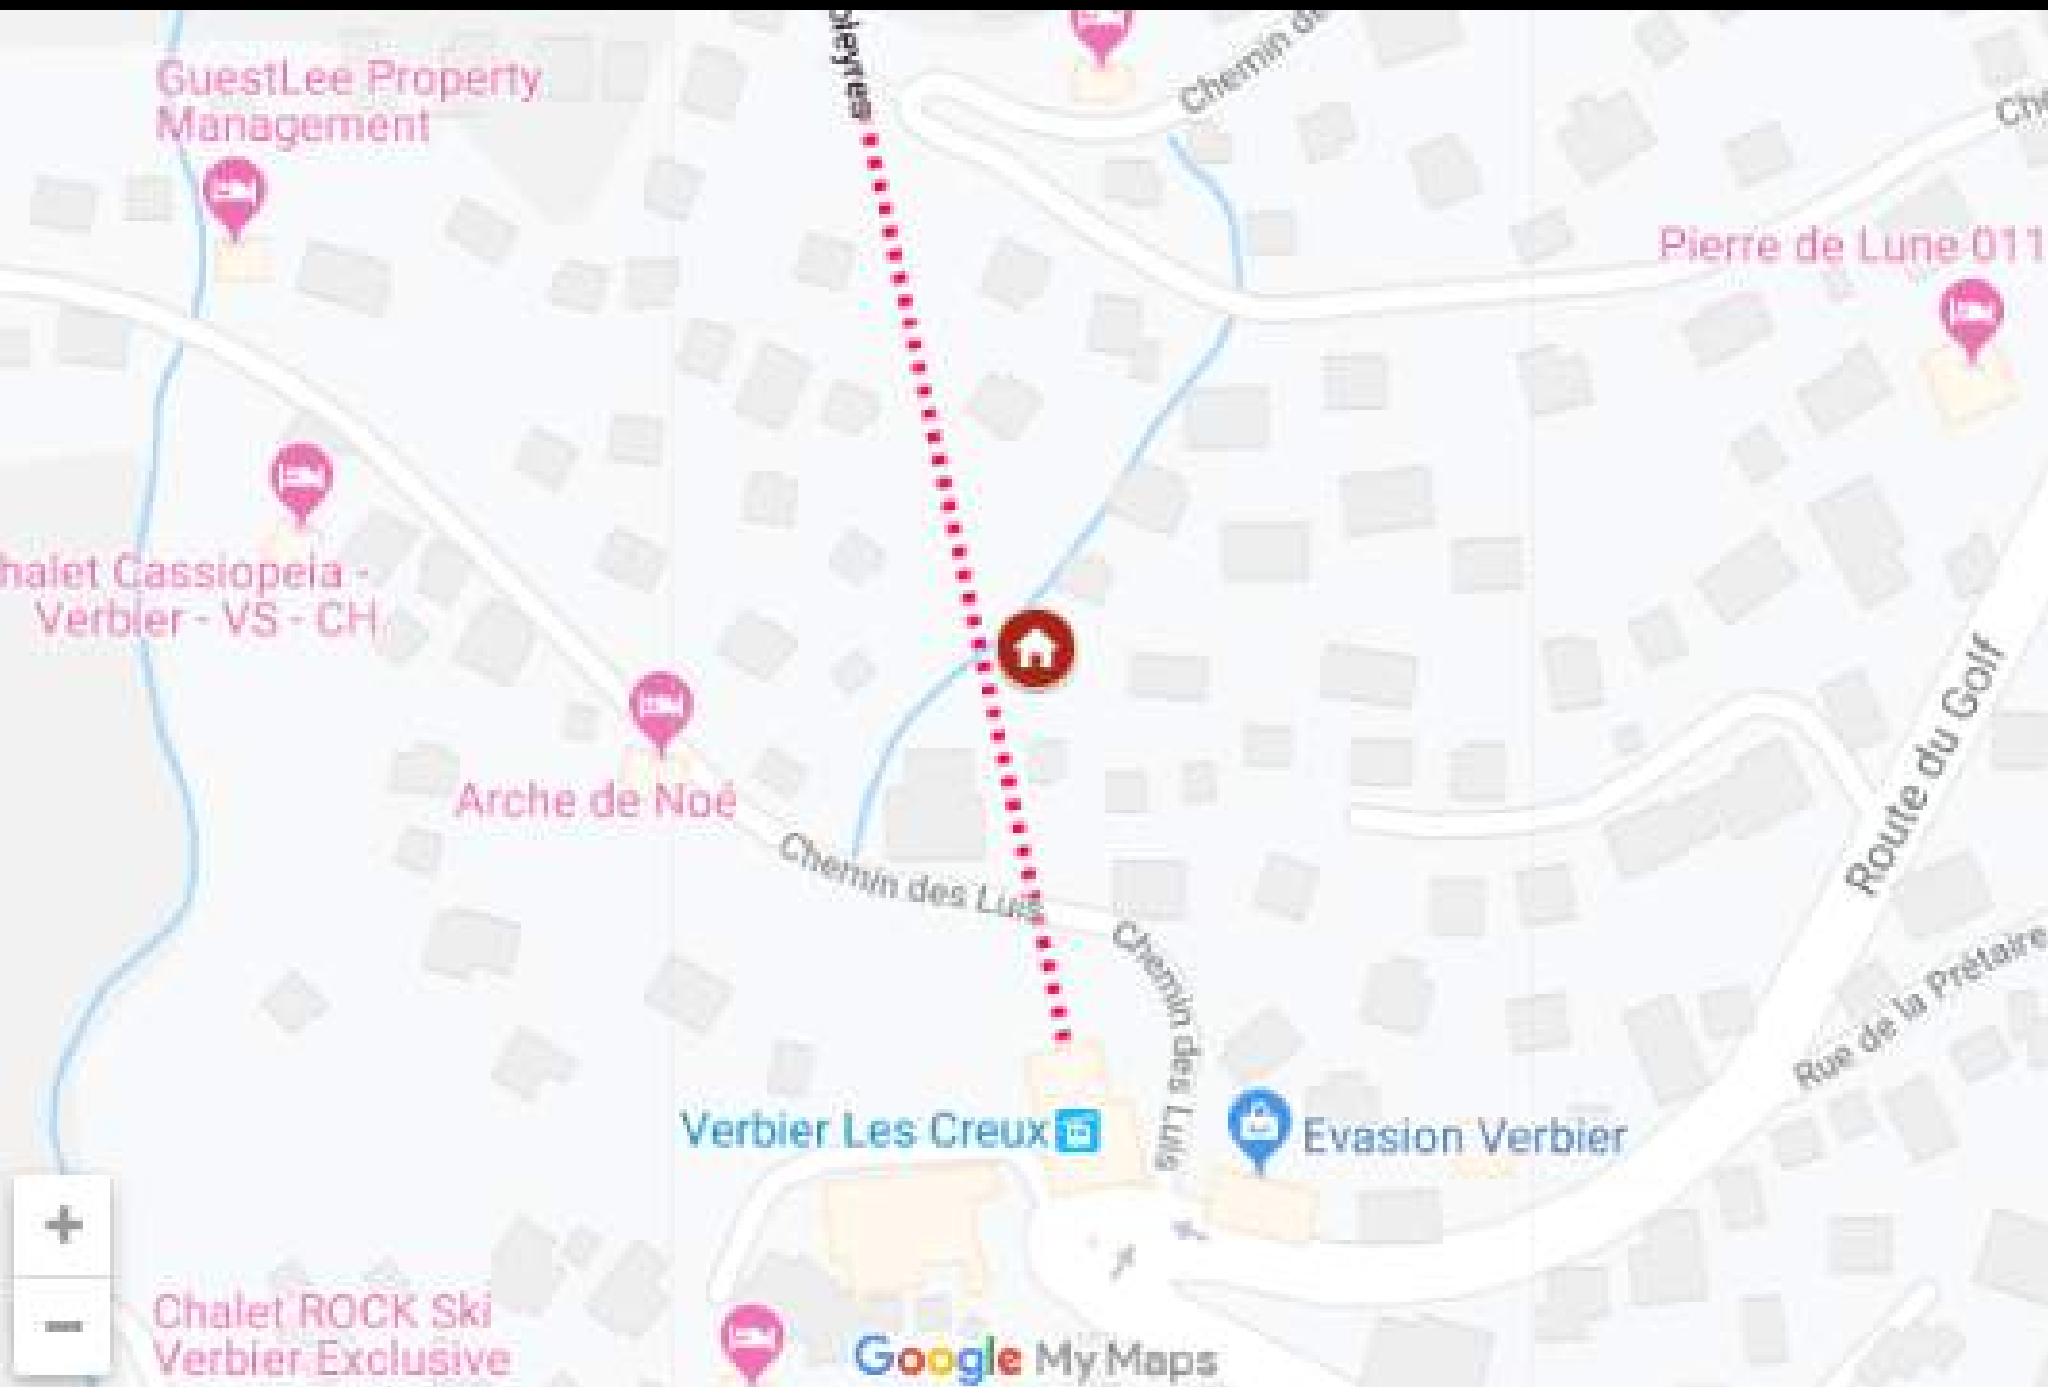 GuestLee Property
Management
Chemin
Pierre de Lune 011
Chalet Cassiopeia -
Verbier - VS - CH
Arche de Noé
Chemin des Luis
Chemin des Luis
Route du Golf
Rue de la Prétaire
Verbier Les Creux
Evasion Verbier
+
−
Chalet ROCK Ski
Verbier Exclusive
Google My Maps